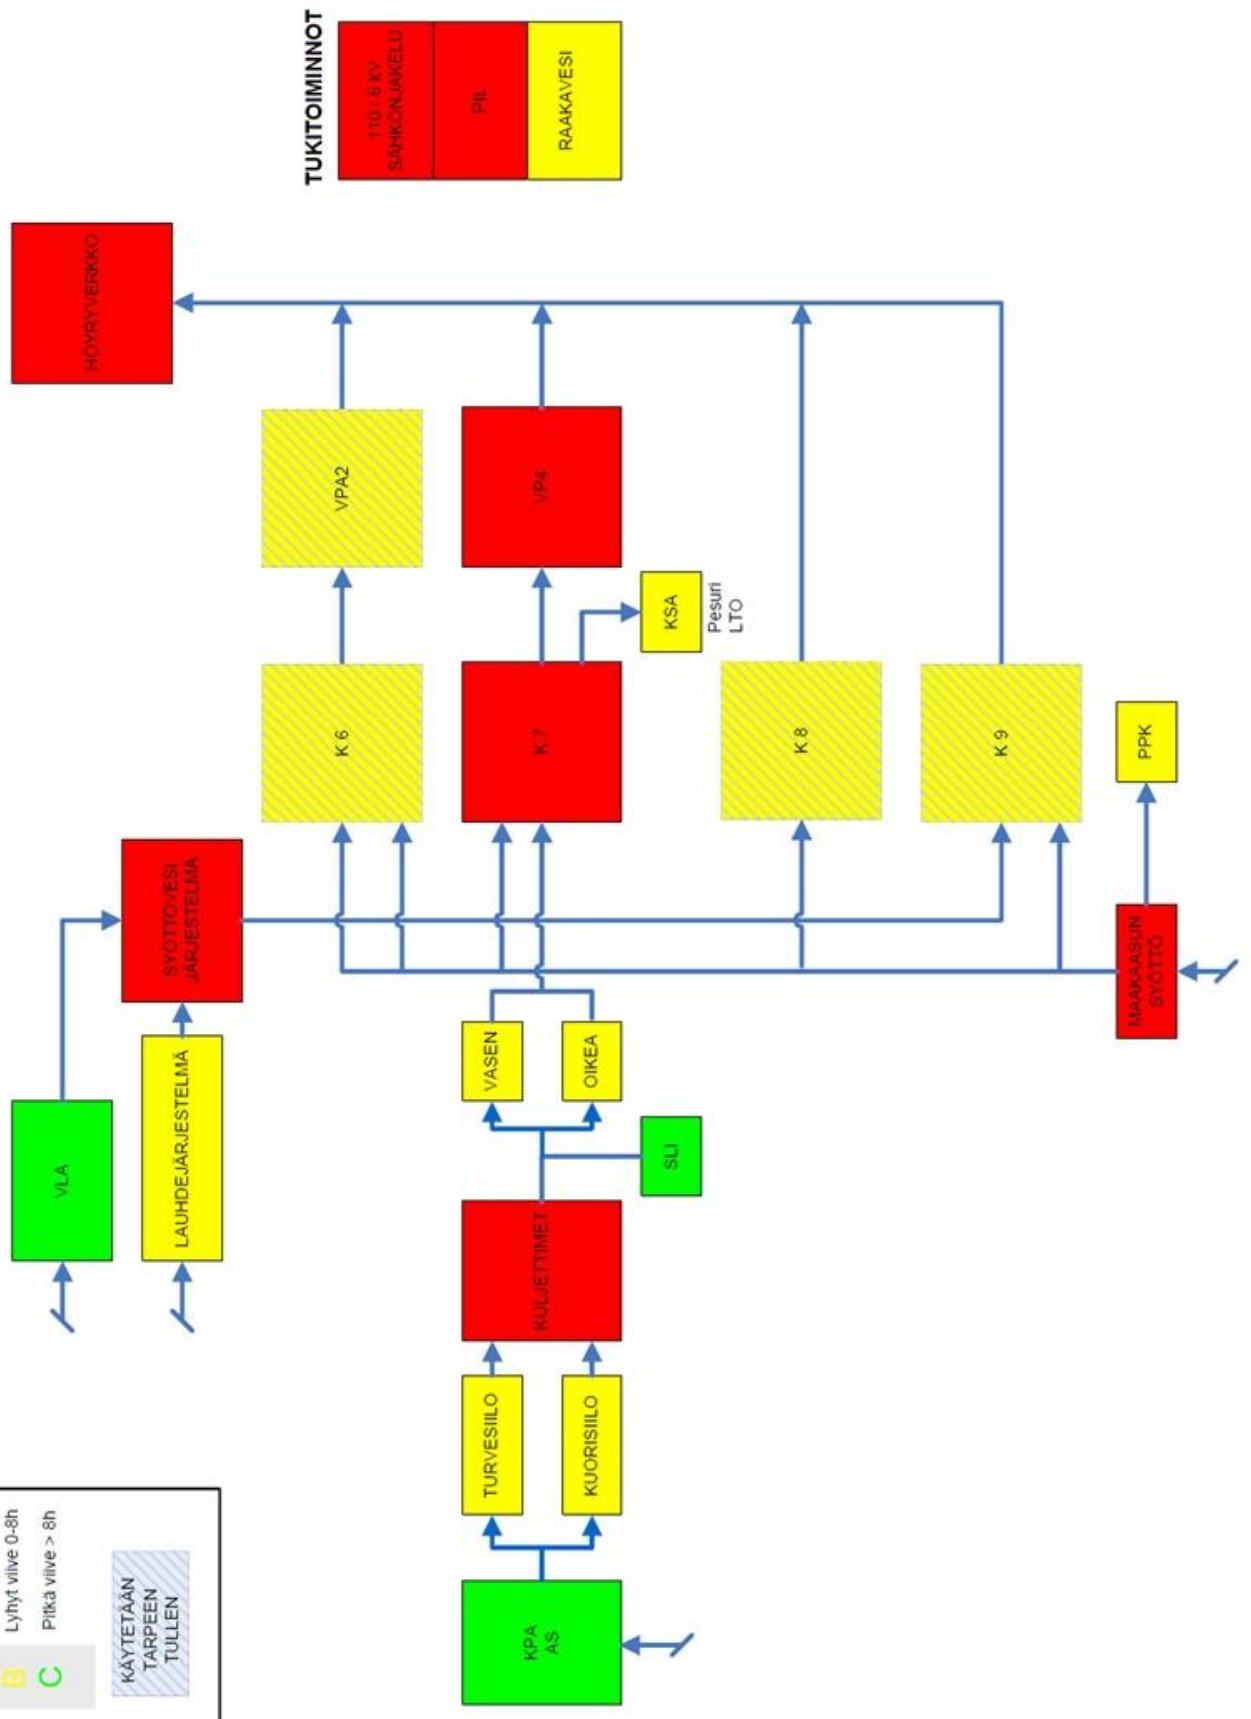 TUKITOIMINNOT
110 / 6 KV
SÄHKÖNJAKELU
PIL
RAAKAVESI
HÖYRYVERKKO
VPA2
VP4
K 6
K 7
KSA
Pesuri
LTO
K 8
K 9
PPK
SYÖTTÖVESI
JÄRJESTELMÄ
MAAKAASUN
SYÖTTÖ
VLA
LAUHDEJÄRJESTELMÄ
VASEN
OIKEA
SLI
KULJETTIMET
TURVESIILO
KUORISIILO
KPA
AS
B Lyhyt viive 0-8h
C Pitkä viive > 8h
KÄYTETÄÄN
TARPEEN
TULLEN